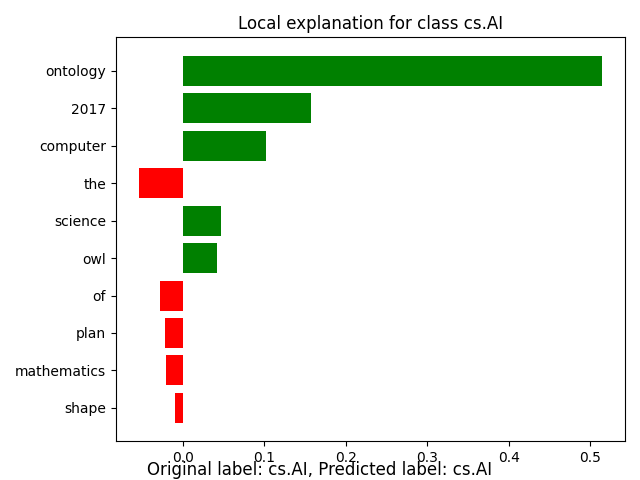 Local explanation for class cs.AI
ontology
2017
computer
the
science
owl
of
plan
mathematics
shape
0.0 0.1 0.2 0.3 0.4 0.5
Original label: cs.AI, Predicted label: cs.AI